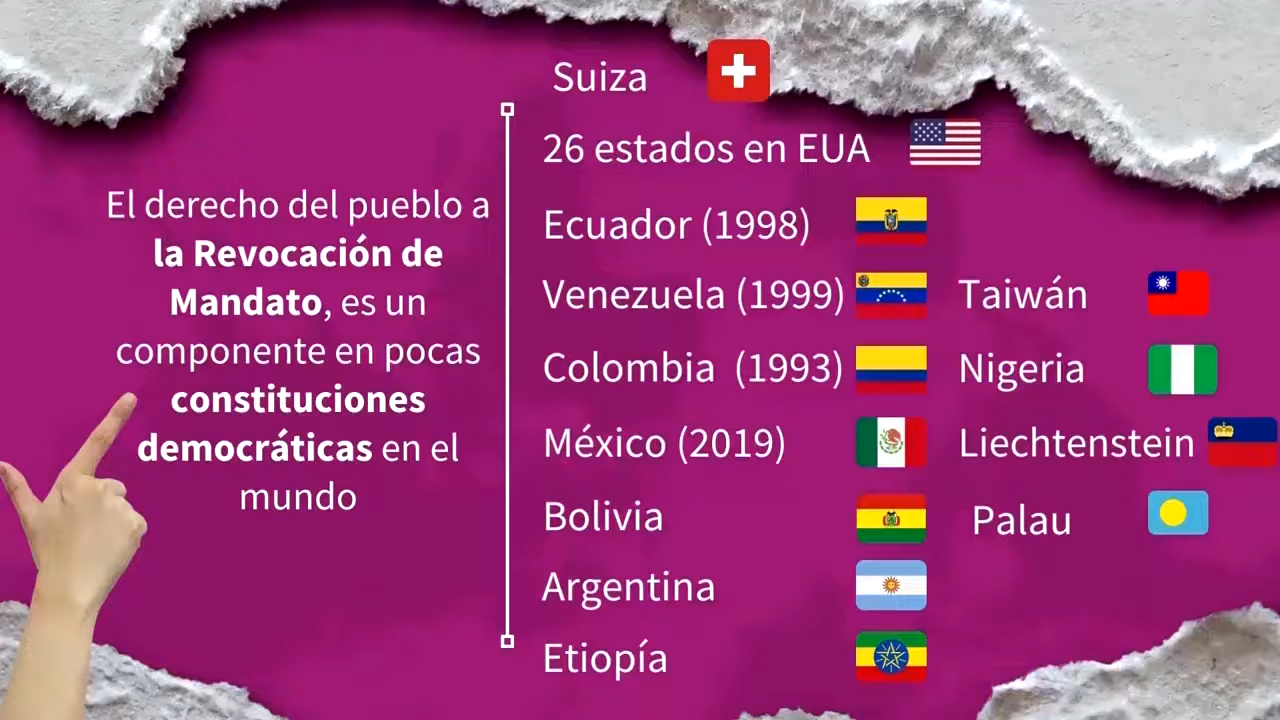 El derecho del pueblo a
la Revocación de
Mandato, es un
componente en pocas
constituciones
democráticas en el
mundo
Suiza
26 estados en EUA
Ecuador (1998)
Venezuela (1999)
Colombia (1993)
México (2019)
Bolivia
Argentina
Etiopía
Taiwán
Nigeria
Liechtenstein
Palau